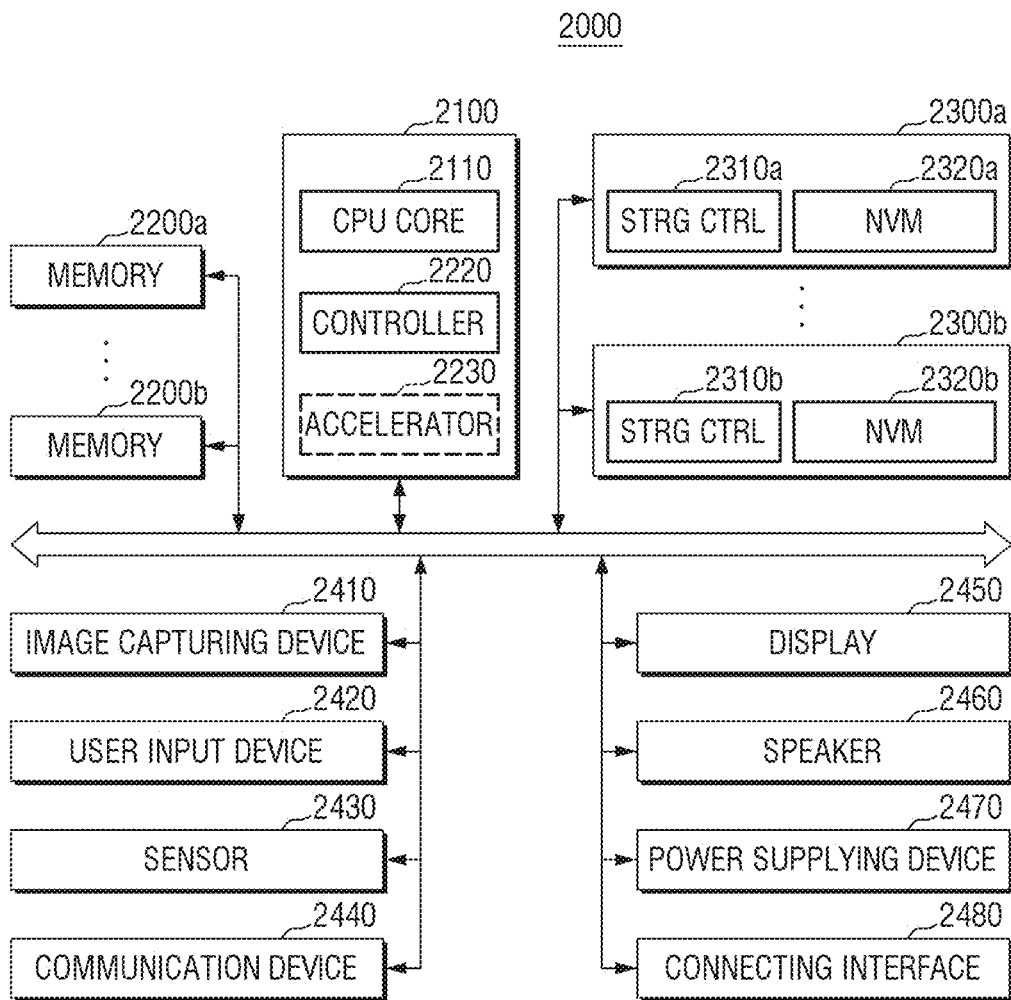 2000
2100
2110
CPU CORE
2220
CONTROLLER
2230
ACCELERATOR
2200a
MEMORY
2200b
MEMORY
2300a
2310a
STRG CTRL
2320a
NVM
2300b
2310b
STRG CTRL
2320b
NVM
2410
IMAGE CAPTURING DEVICE
2420
USER INPUT DEVICE
2430
SENSOR
2440
COMMUNICATION DEVICE
2450
DISPLAY
2460
SPEAKER
2470
POWER SUPPLYING DEVICE
2480
CONNECTING INTERFACE